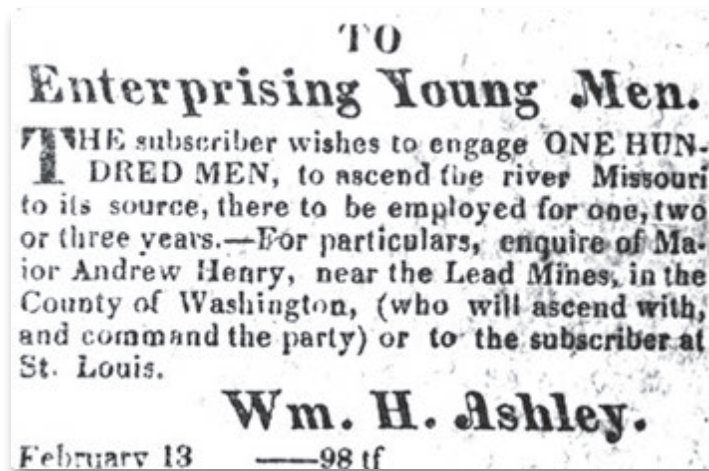 TO
Enterprising Young Men.
THE subscriber wishes to engage ONE HUN-
DRED MEN, to ascend the river Missouri
to its source, there to be employed for one, two
or three years.—For particulars, enquire of Ma-
jor Andrew Henry, near the Lead Mines, in the
County of Washington, (who will ascend with,
and command the party) or to the subscriber at
St. Louis.
Wm. H. Ashley.
February 13 ——98 tf